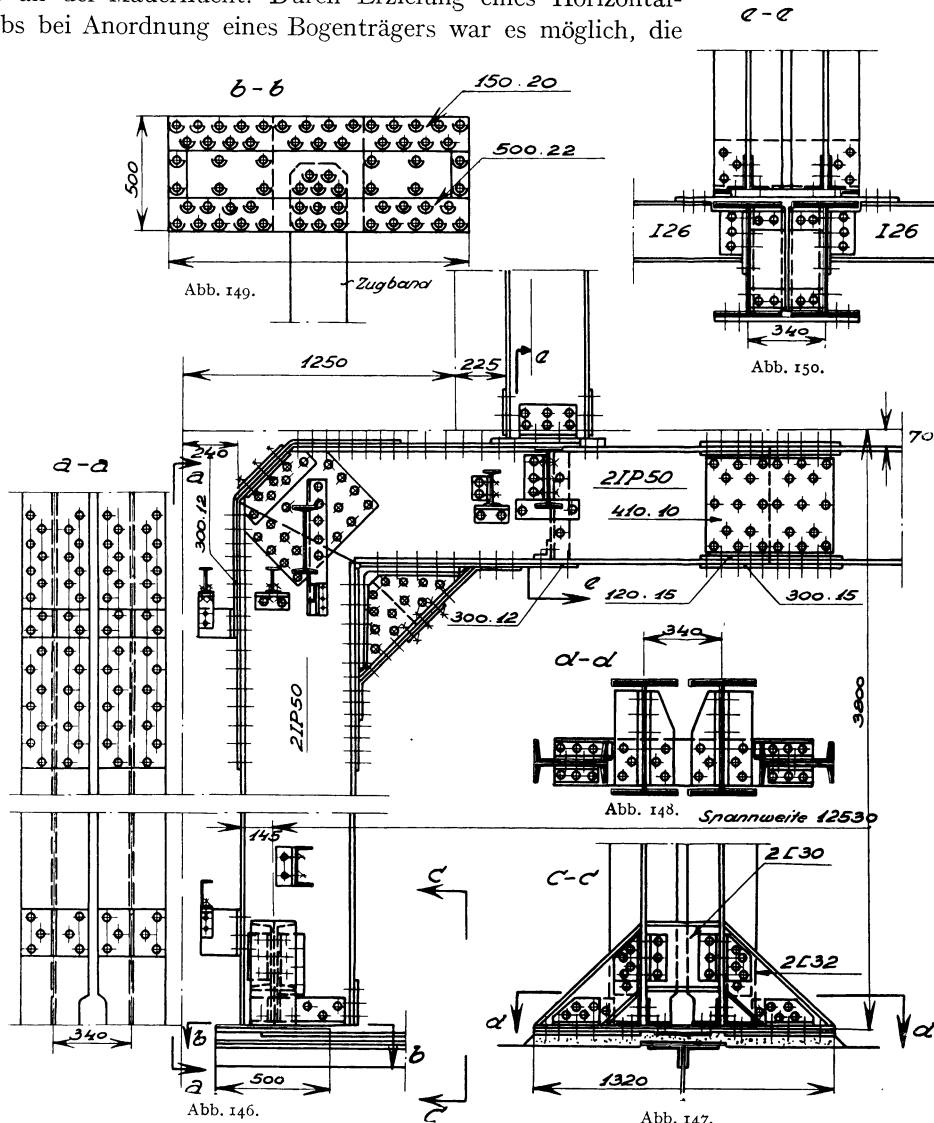 an der Mauerflucht. Durch Erzielung eines Horizontal-
bs bei Anordnung eines Bogenträgers war es möglich, die
e-e
b-b
150.20
500
500.22
I26
I26
Abb. 149.
Zugband
340
Abb. 150.
1250
225
e
70
240
a-a
a
2IP50
300.12
410.10
e
120.15
300.15
300.12
340
d-d
2IP50
3800
Abb. 148.
Spannweite 12530
145
2[30
C
C-C
2[32
d
d
340
b
b
a
500
1320
C
Abb. 146.
Abb. 147.